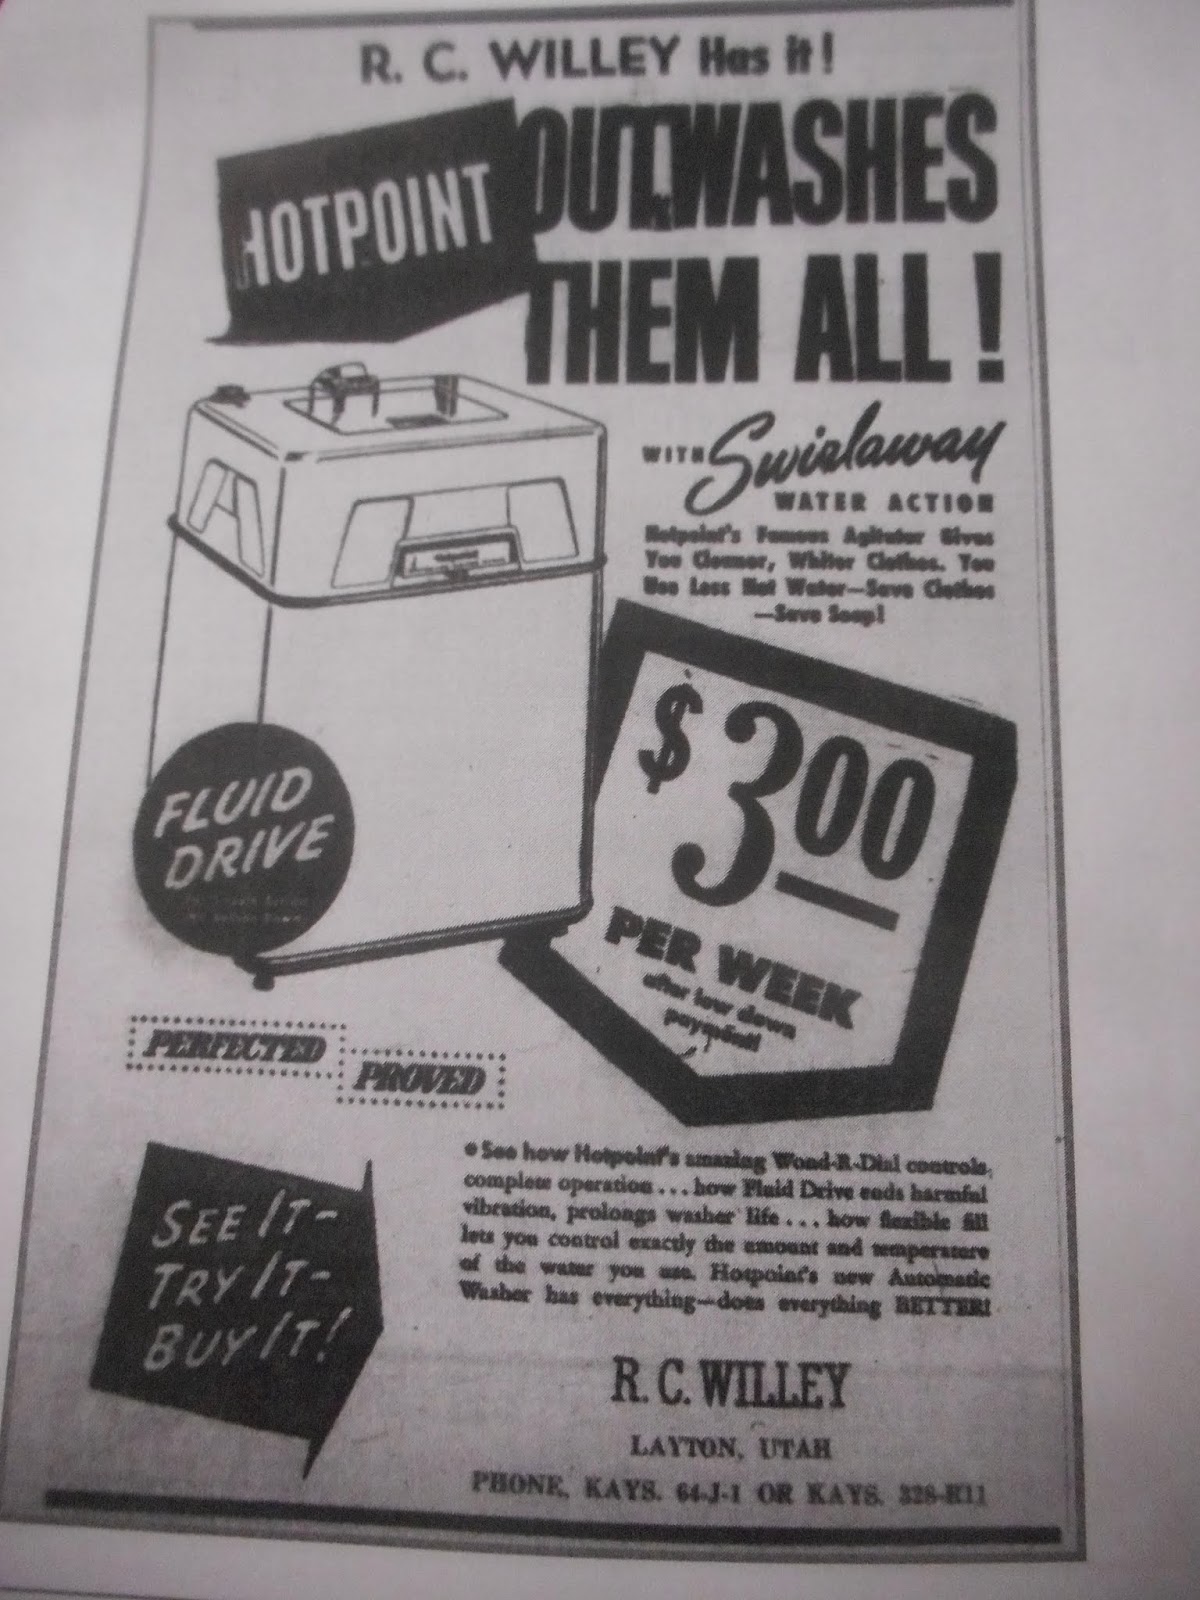 R. C. WILLEY Has it!
HOTPOINT
OUTWASHES
THEM ALL!
WITH Swirlaway
WATER ACTION
Hotpoint's Famous Agitator Gives
You Cleaner, Whiter Clothes. You
Use Less Hot Water—Save Clothes
—Save Soap!
$3.00
PER WEEK
after low down
payment!
FLUID
DRIVE
PERFECTED
PROVED
SEE IT-
TRY IT-
BUY IT!
• See how Hotpoint's amazing Wond-R-Dial controls
complete operation . . . how Fluid Drive ends harmful
vibration, prolongs washer life . . . how flexible fill
lets you control exactly the amount and temperature
of the water you use. Hotpoint's new Automatic
Washer has everything—does everything BETTER!
R. C. WILLEY
LAYTON, UTAH
PHONE, KAYS. 64-J-1 OR KAYS. 328-R11